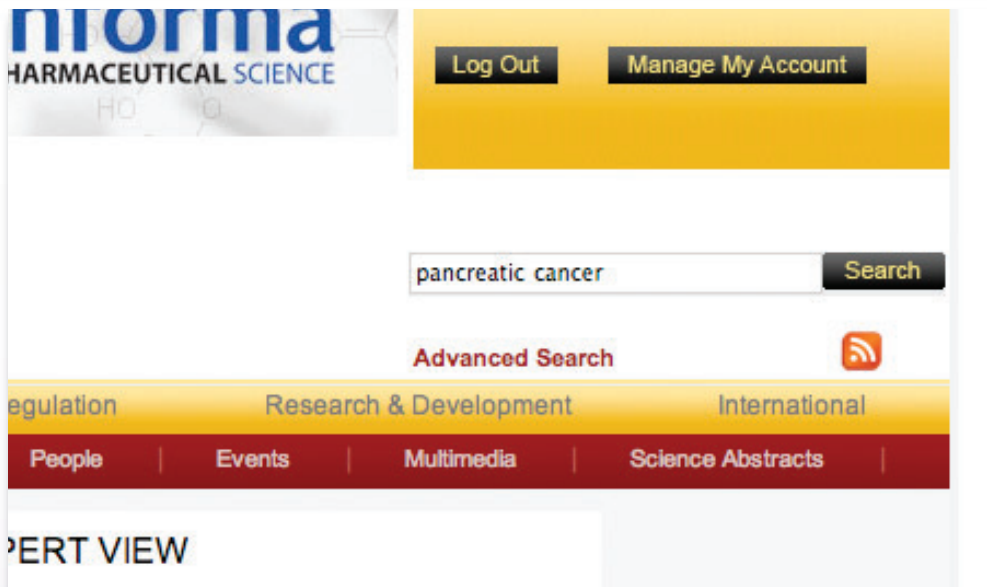 nforma
HARMACEUTICAL SCIENCE
HO O
Log Out Manage My Account
pancreatic cancer Search
Advanced Search
egulation Research & Development International
People | Events | Multimedia | Science Abstracts |
PERT VIEW